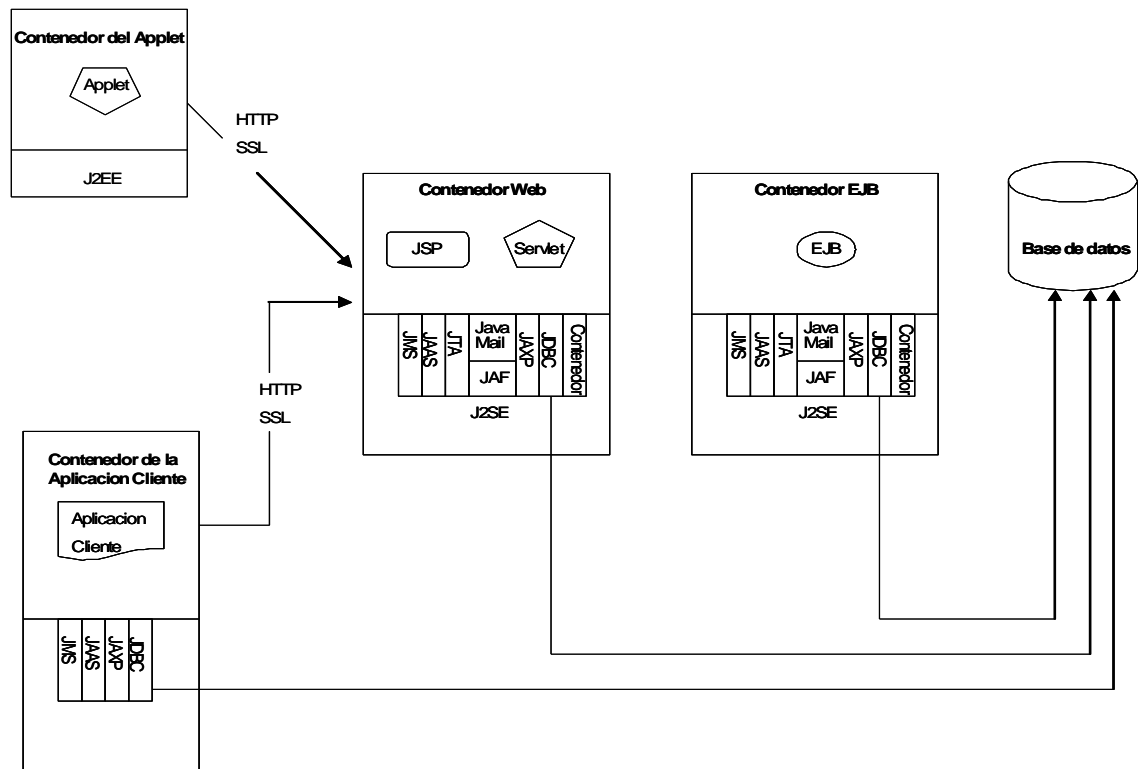 Contenedor del Applet
Applet
J2EE
HTTP
SSL
Contenedor Web
JSP
Servlet
JMS
JAAS
JTA
Java
Mail
JAF
JAXP
JDBC
Contenedor
J2SE
Contenedor EJB
EJB
JMS
JAAS
JTA
Java
Mail
JAF
JAXP
JDBC
Contenedor
J2SE
Base de datos
HTTP
SSL
Contenedor de la
Aplicacion Cliente
Aplicacion
Cliente
JMS
JAAS
JAXP
JDBC